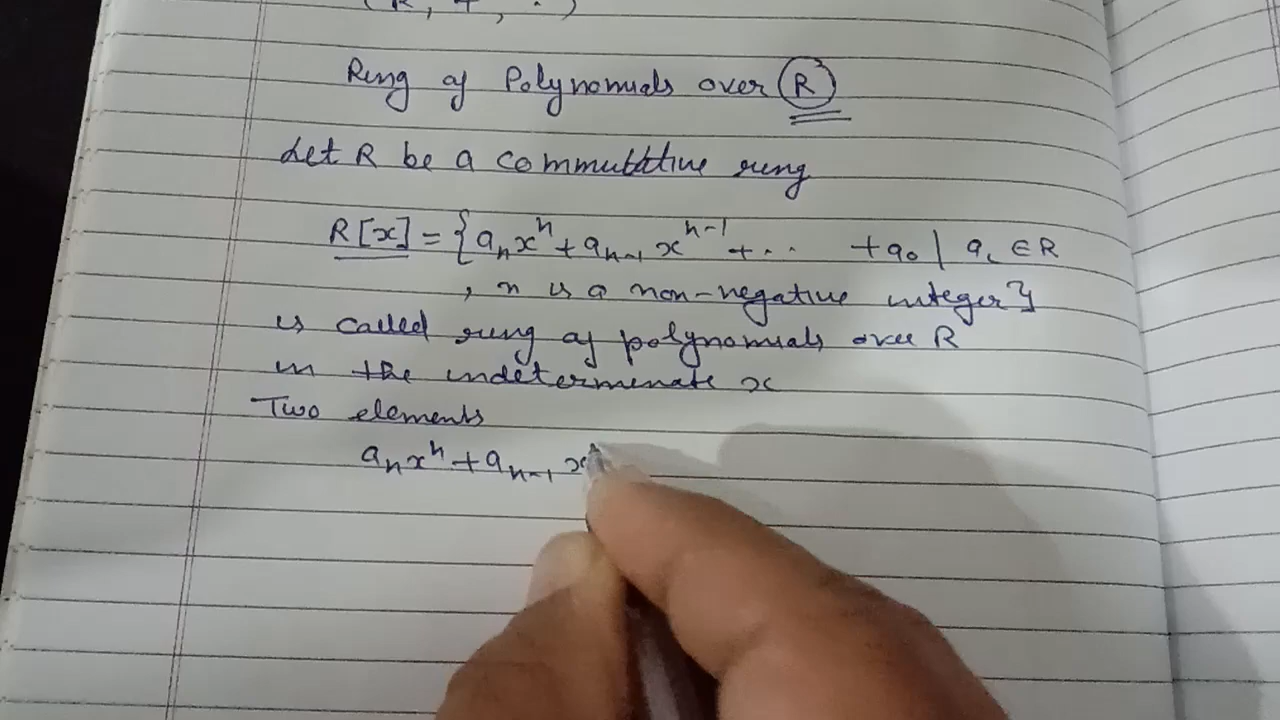 (R, +, ·)
Ring of Polynomials over R
Let R be a commutative ring
R[x] = {aₙxⁿ + aₙ₋₁xⁿ⁻¹ + ·· + a₀ | aᵢ ∈ R
, n is a non-negative integer}
is called ring of polynomials over R
in the indeterminate x
Two elements
aₙxⁿ + aₙ₋₁x